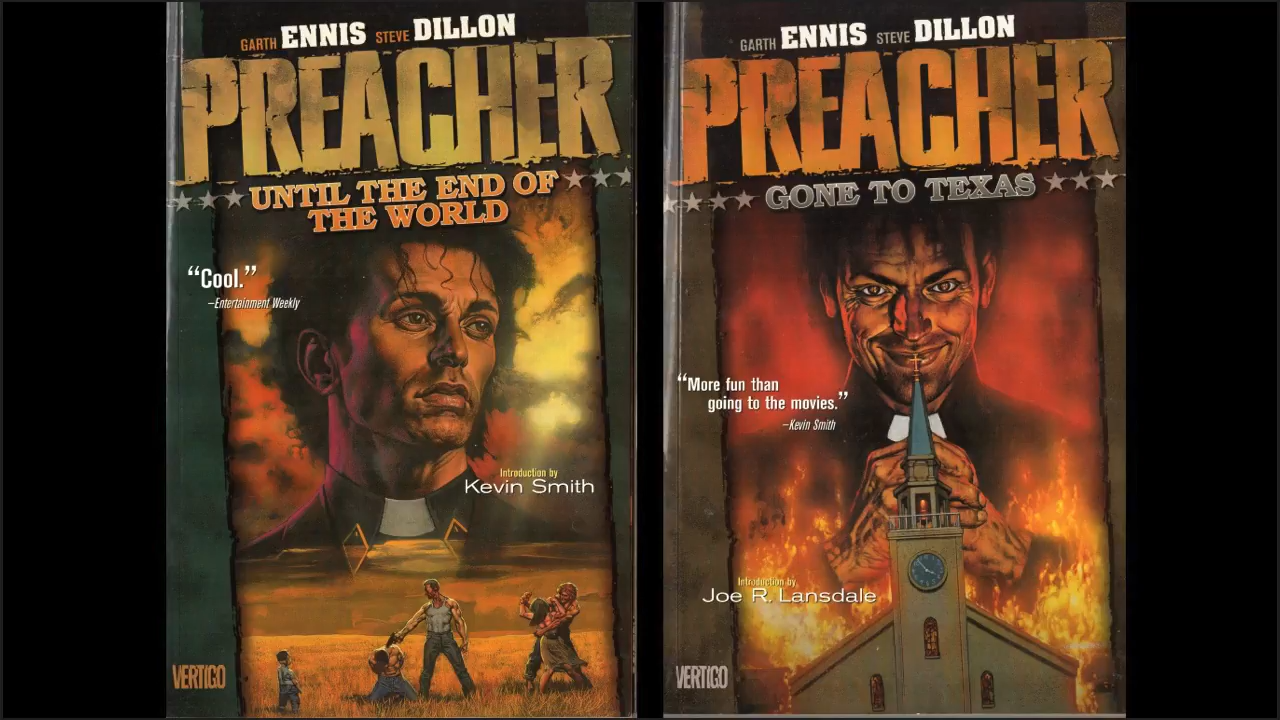 GARTH ENNIS STEVE DILLON
PREACHER
UNTIL THE END OF
THE WORLD
“Cool.”
–Entertainment Weekly
Introduction by
Kevin Smith
VERTIGO
GARTH ENNIS STEVE DILLON
PREACHER
GONE TO TEXAS
“More fun than
going to the movies.”
–Kevin Smith
Introduction by
Joe R. Lansdale
VERTIGO